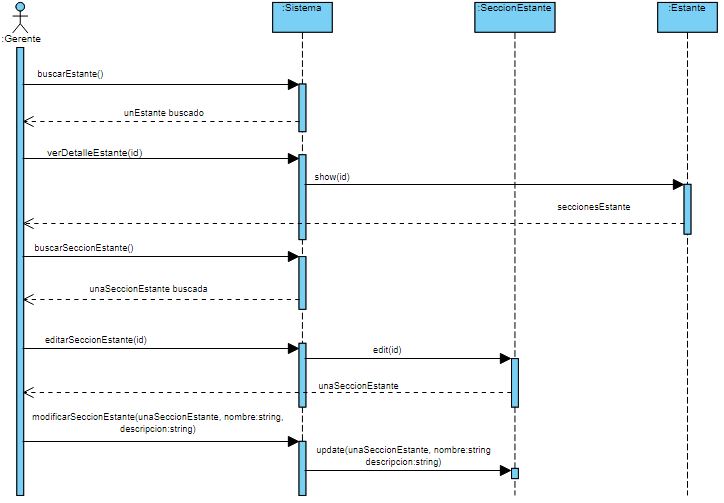 :Gerente
:Sistema
:SeccionEstante
:Estante
buscarEstante()
unEstante buscado
verDetalleEstante(id)
show(id)
seccionesEstante
buscarSeccionEstante()
unaSeccionEstante buscada
editarSeccionEstante(id)
edit(id)
unaSeccionEstante
modificarSeccionEstante(unaSeccionEstante, nombre:string,
descripcion:string)
update(unaSeccionEstante, nombre:string
descripcion:string)